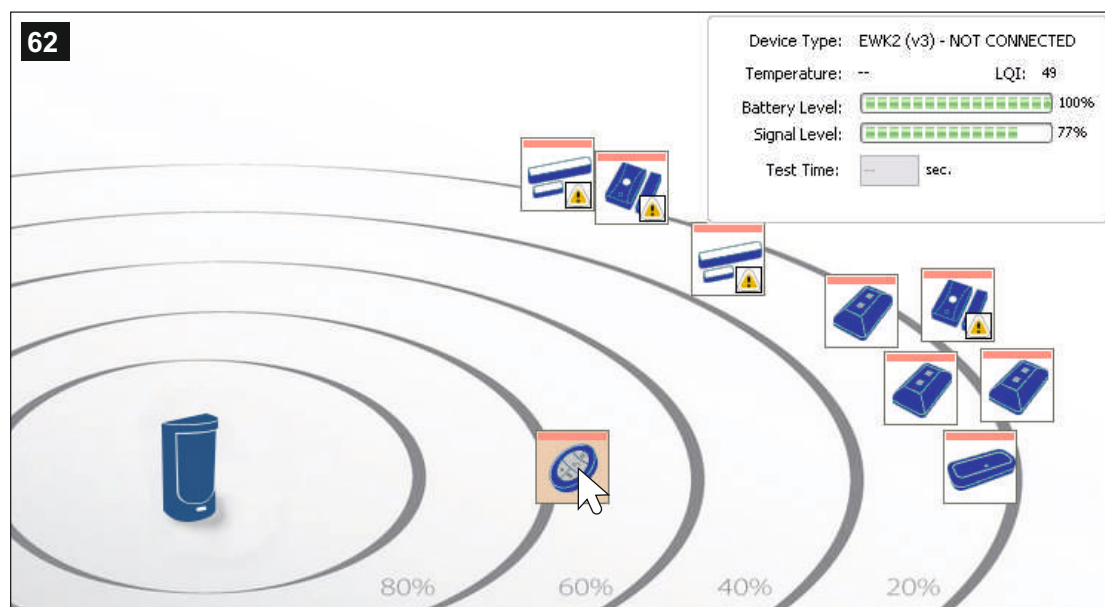 62
Device Type: EWK2 (v3) - NOT CONNECTED
Temperature: -- LQI: 49
Battery Level: 100%
Signal Level: 77%
Test Time: -- sec.
80% 60% 40% 20%